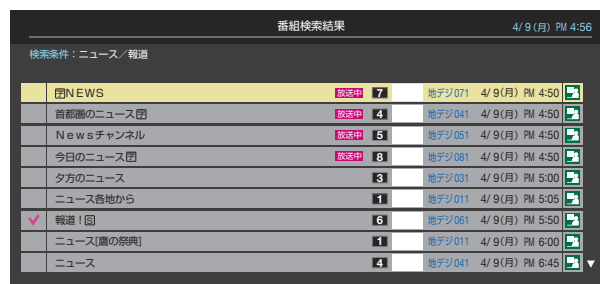 番組検索結果
4/ 9(月) PM 4:56
検索条件：ニュース／報道
字NEWS 放送中 7 地デジ071 4/ 9(月) PM 4:50
首都圏のニュース字 放送中 4 地デジ041 4/ 9(月) PM 4:50
Newsチャンネル 放送中 5 地デジ051 4/ 9(月) PM 4:50
今日のニュース字 放送中 8 地デジ081 4/ 9(月) PM 4:50
夕方のニュース 3 地デジ031 4/ 9(月) PM 5:00
ニュース各地から 1 地デジ011 4/ 9(月) PM 5:05
報道！S 6 地デジ061 4/ 9(月) PM 5:50
ニュース[鷹の祭典] 1 地デジ011 4/ 9(月) PM 6:00
ニュース 4 地デジ041 4/ 9(月) PM 6:45 ▼